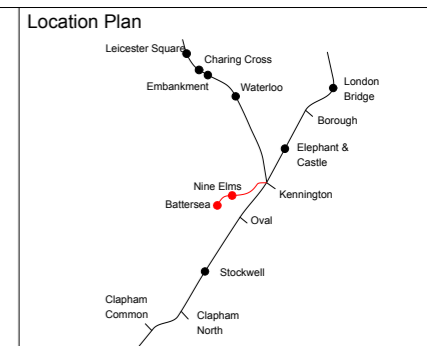 Location Plan
Leicester Square
Charing Cross
Embankment
Waterloo
London
Bridge
Borough
Elephant &
Castle
Nine Elms
Kennington
Battersea
Oval
Stockwell
Clapham
Common
Clapham
North